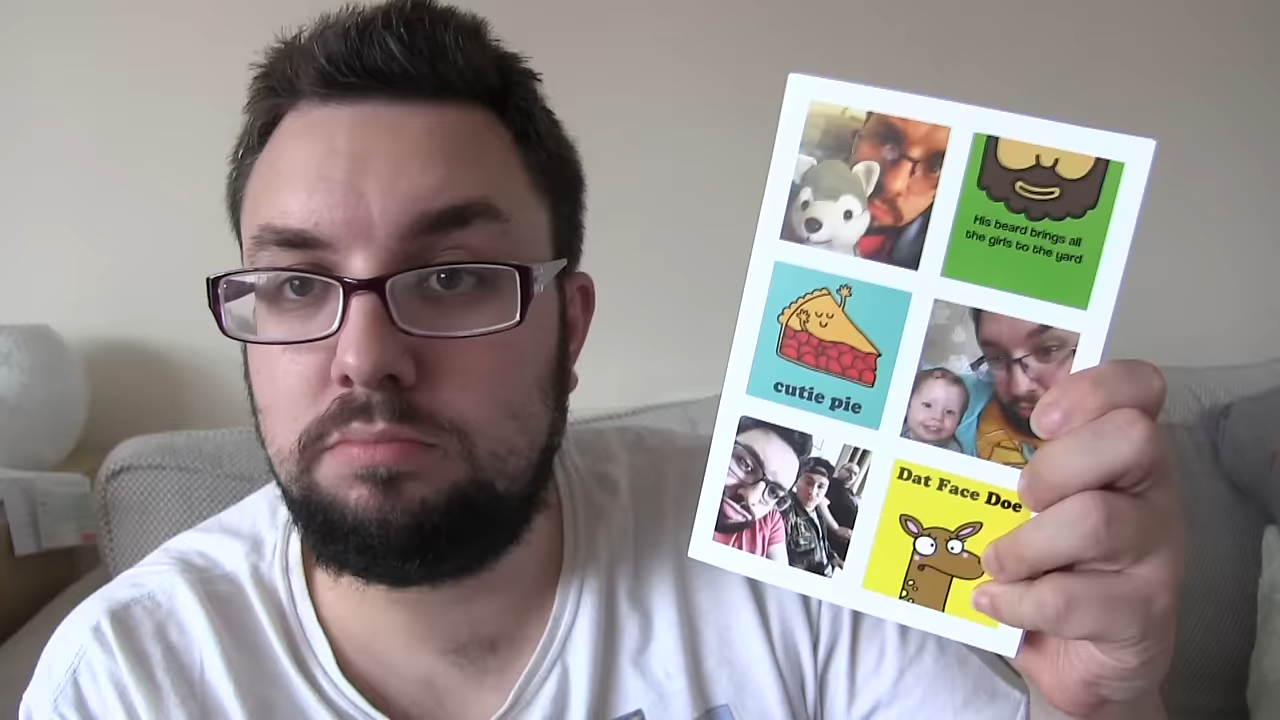 His beard brings all
the girls to the yard
cutie pie
Dat Face Doe